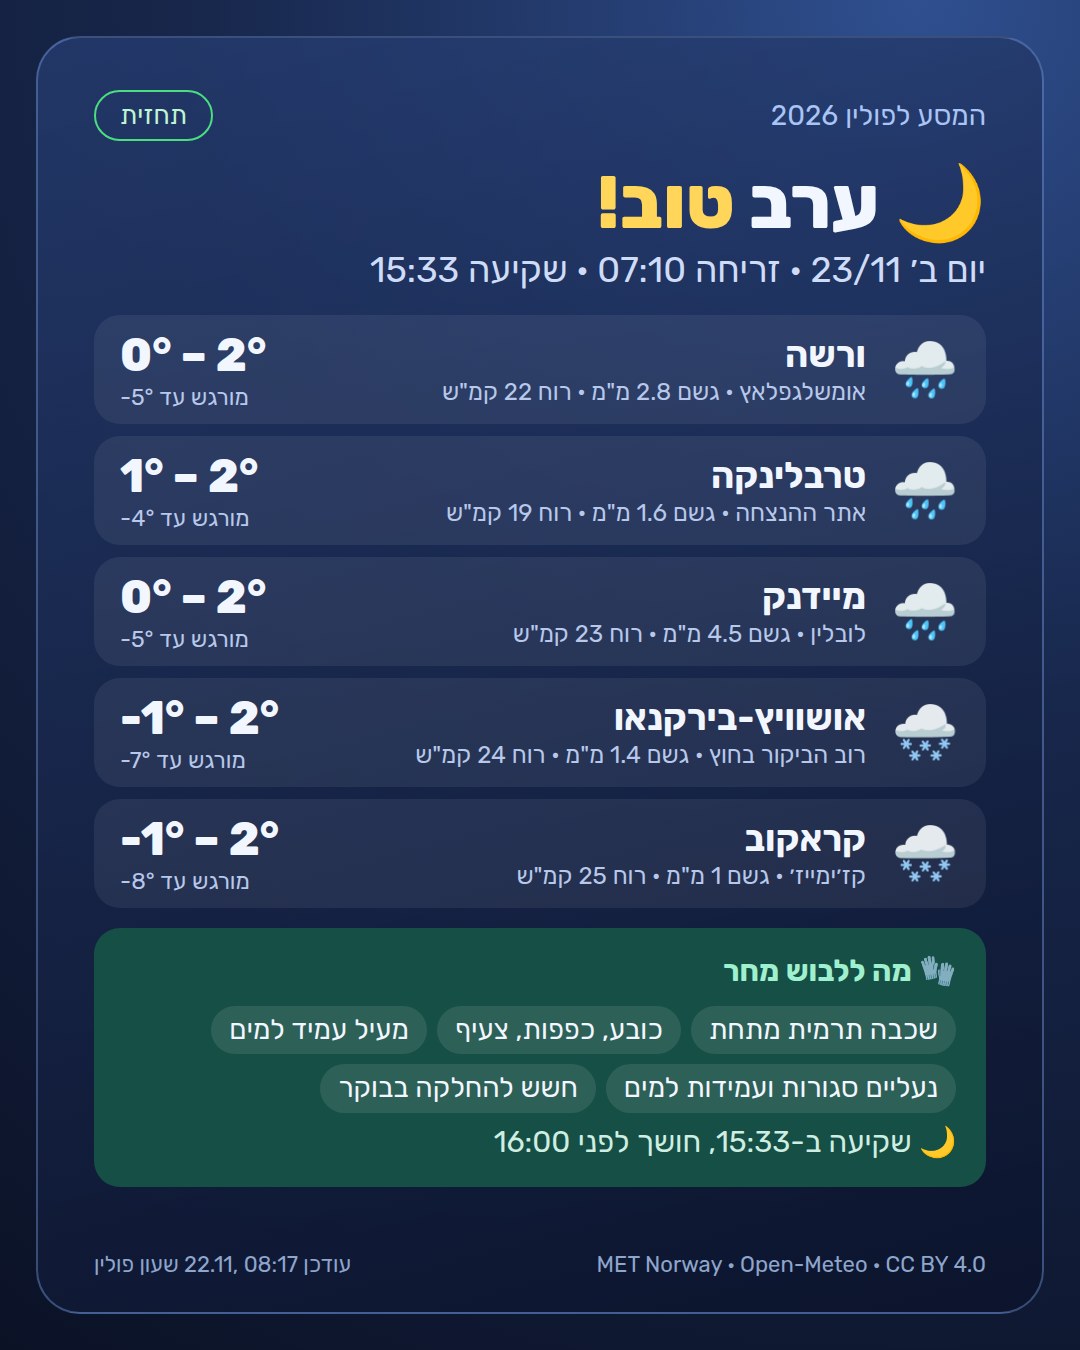 המסע לפולין 2026
תחזית
ערב טוב!
יום ב׳ 23/11 • זריחה 07:10 • שקיעה 15:33
ורשה
אומשלגפלאץ • גשם 2.8 מ"מ • רוח 22 קמ"ש
0° – 2°
מורגש עד -5°
טרבלינקה
אתר ההנצחה • גשם 1.6 מ"מ • רוח 19 קמ"ש
1° – 2°
מורגש עד -4°
מיידנק
לובלין • גשם 4.5 מ"מ • רוח 23 קמ"ש
0° – 2°
מורגש עד -5°
אושוויץ-בירקנאו
רוב הביקור בחוץ • גשם 1.4 מ"מ • רוח 24 קמ"ש
-1° – 2°
מורגש עד -7°
קראקוב
קז׳ימייז׳ • גשם 1 מ"מ • רוח 25 קמ"ש
-1° – 2°
מורגש עד -8°
מה ללבוש מחר
שכבה תרמית מתחת
כובע, כפפות, צעיף
מעיל עמיד למים
נעליים סגורות ועמידות למים
חשש להחלקה בבוקר
שקיעה ב-15:33, חושך לפני 16:00
MET Norway • Open-Meteo • CC BY 4.0
עודכן 22.11, 08:17 שעון פולין